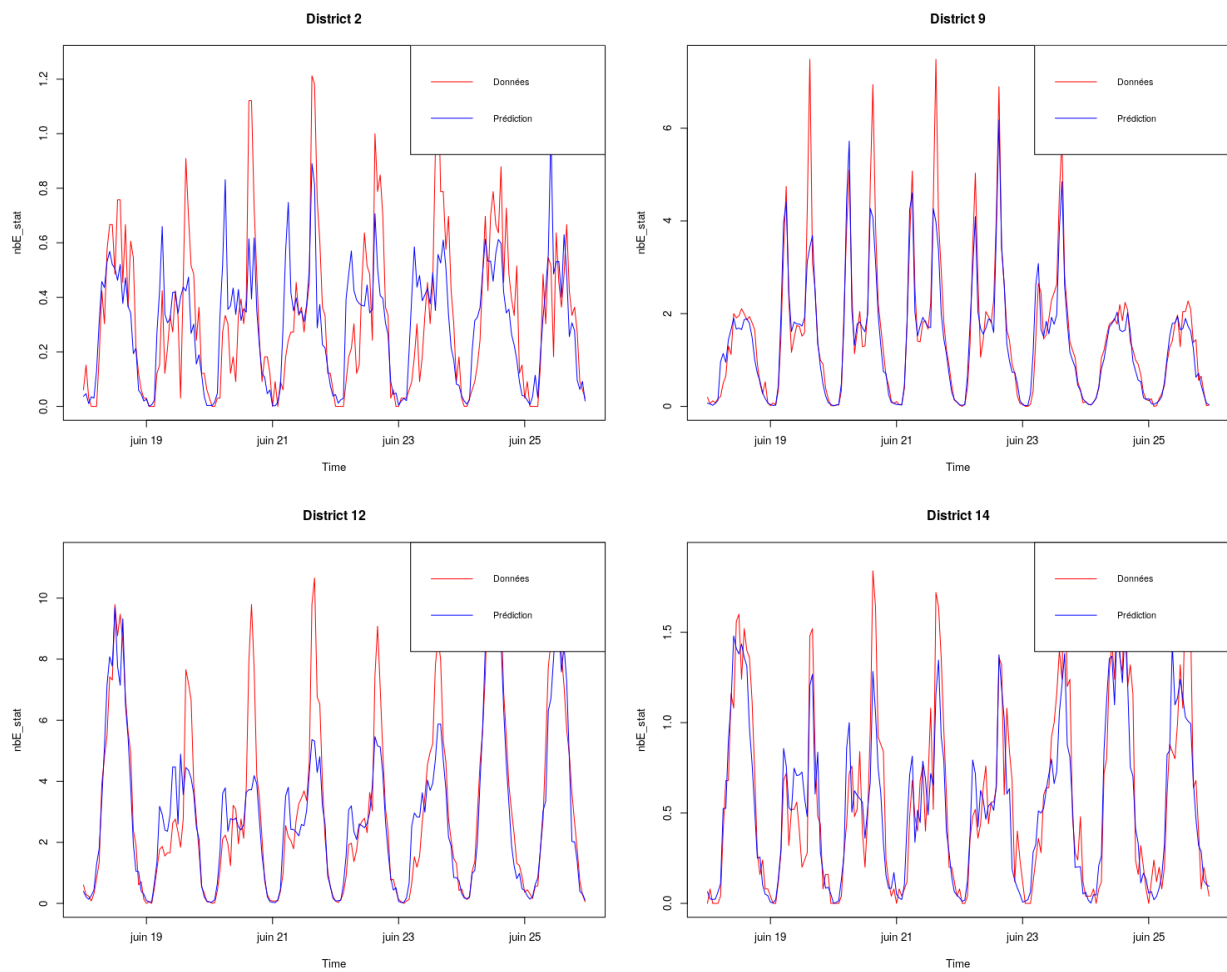 District 2
nbE_stat
1.2
1.0
0.8
0.6
0.4
0.2
0.0
Données
Prédiction
juin 19
juin 21
juin 23
juin 25
Time
District 9
nbE_stat
6
4
2
0
Données
Prédiction
juin 19
juin 21
juin 23
juin 25
Time
District 12
nbE_stat
10
8
6
4
2
0
Données
Prédiction
juin 19
juin 21
juin 23
juin 25
Time
District 14
nbE_stat
1.5
1.0
0.5
0.0
Données
Prédiction
juin 19
juin 21
juin 23
juin 25
Time